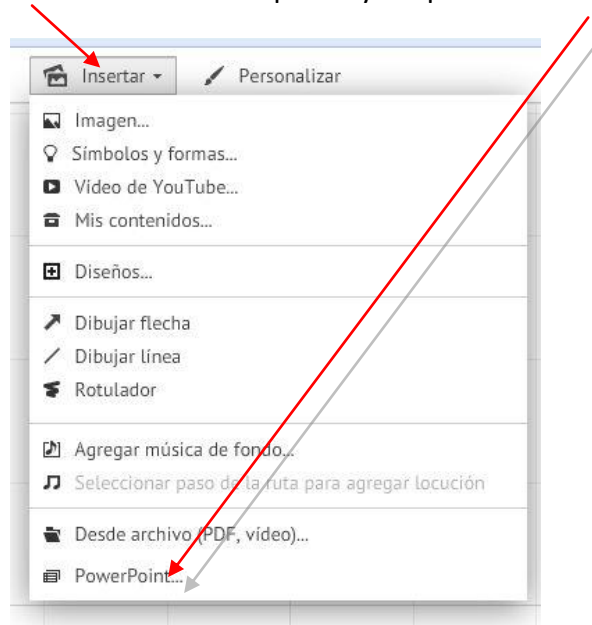 Insertar Personalizar
Imagen...
Símbolos y formas...
Vídeo de YouTube...
Mis contenidos...
Diseños...
Dibujar flecha
Dibujar línea
Rotulador
Agregar música de fondo...
Seleccionar paso de la ruta para agregar locución
Desde archivo (PDF, vídeo)...
PowerPoint...